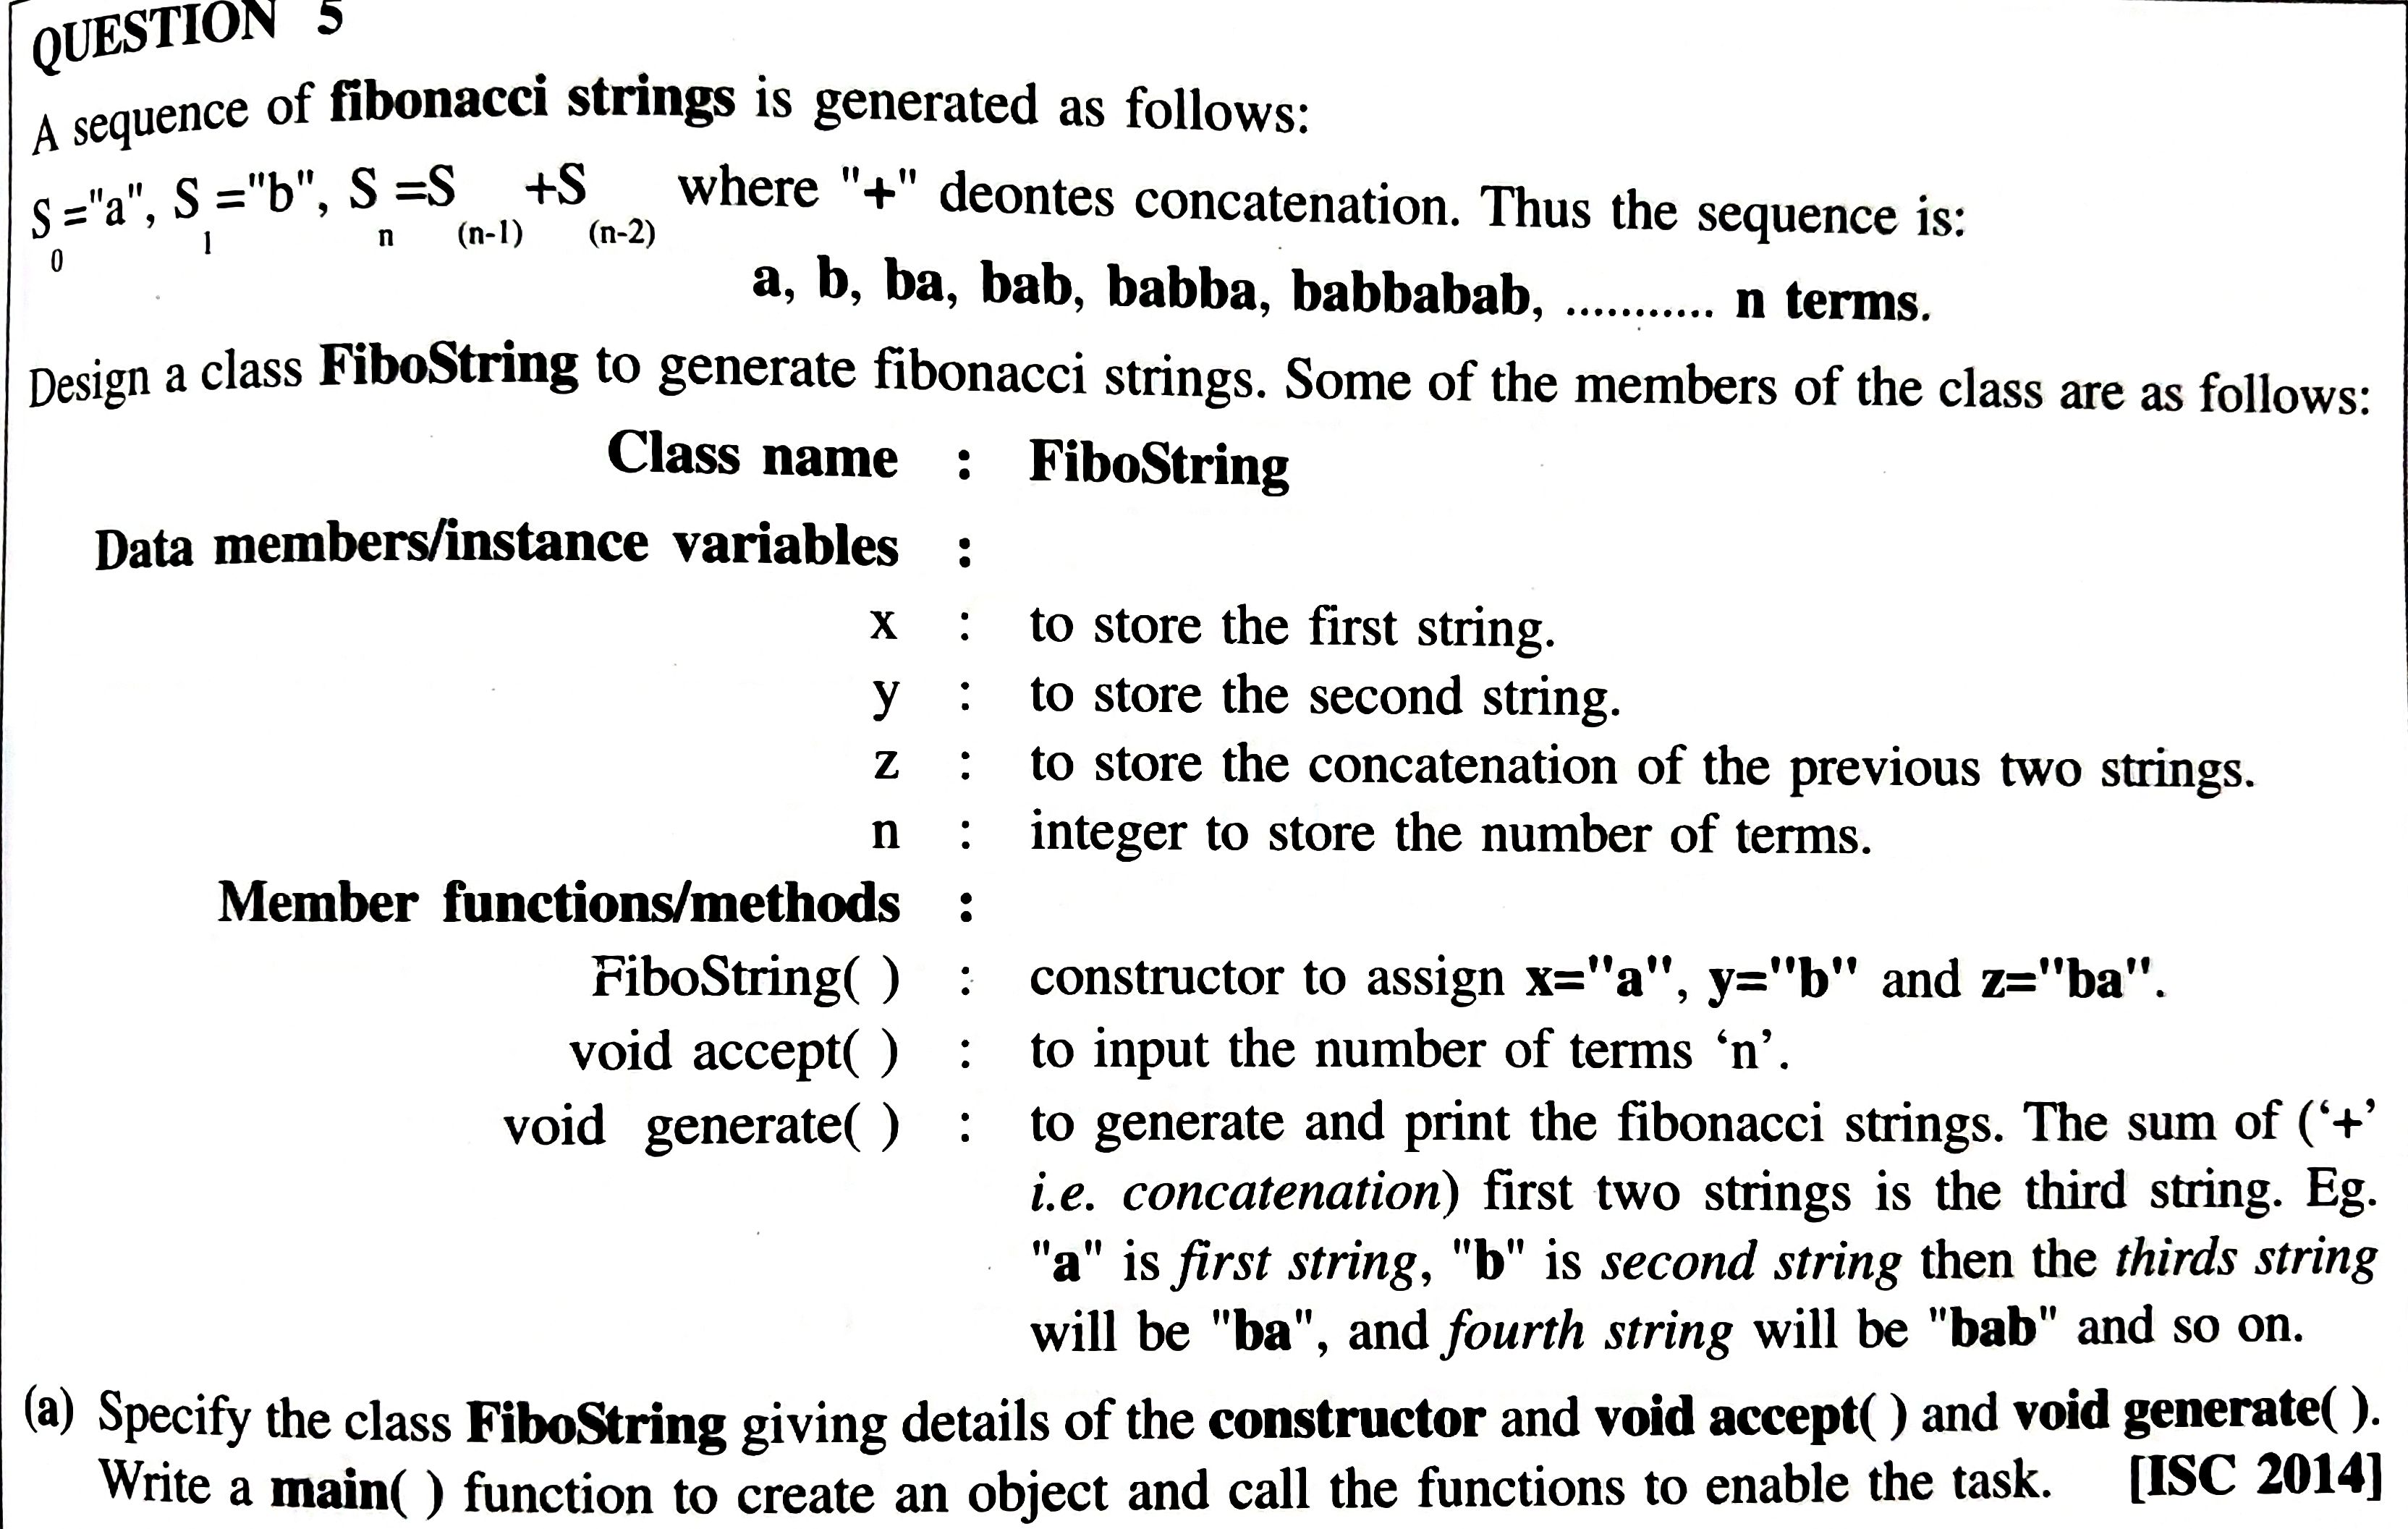 QUESTION 5
A sequence of fibonacci strings is generated as follows:
S0="a", S1="b", Sn=S(n-1)+S(n-2) where "+" deontes concatenation. Thus the sequence is:
a, b, ba, bab, babba, babbabab, ........... n terms.
Design a class FiboString to generate fibonacci strings. Some of the members of the class are as follows:
Class name : FiboString
Data members/instance variables :
x : to store the first string.
y : to store the second string.
z : to store the concatenation of the previous two strings.
n : integer to store the number of terms.
Member functions/methods :
FiboString( ) : constructor to assign x="a", y="b" and z="ba".
void accept( ) : to input the number of terms ‘n’.
void generate( ) : to generate and print the fibonacci strings. The sum of (‘+’
i.e. concatenation) first two strings is the third string. Eg.
"a" is first string, "b" is second string then the thirds string
will be "ba", and fourth string will be "bab" and so on.
(a) Specify the class FiboString giving details of the constructor and void accept( ) and void generate( ).
Write a main( ) function to create an object and call the functions to enable the task. [ISC 2014]